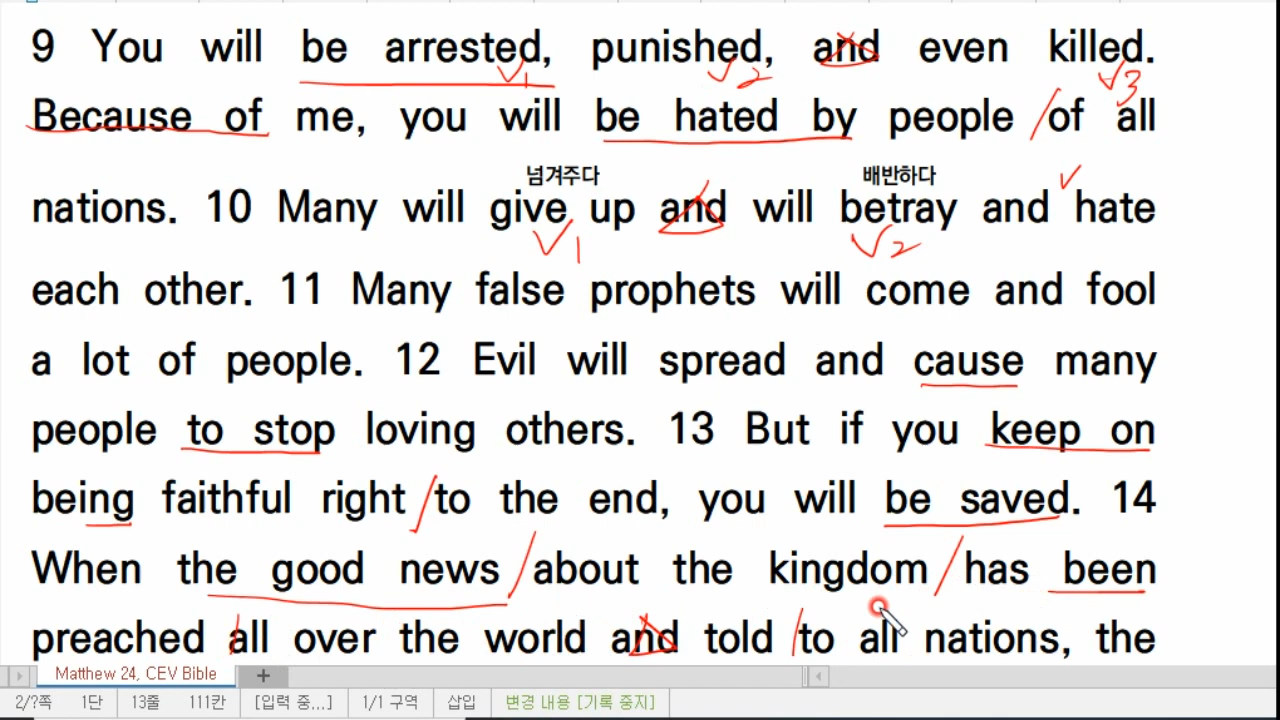 9 You will be arrested, punished, and even killed.
1 2 3
Because of me, you will be hated by people of all
넘겨주다 배반하다
nations. 10 Many will give up and will betray and hate
1 2
each other. 11 Many false prophets will come and fool
a lot of people. 12 Evil will spread and cause many
people to stop loving others. 13 But if you keep on
being faithful right to the end, you will be saved. 14
When the good news about the kingdom has been
preached all over the world and told to all nations, the
Matthew 24, CEV Bible
2/?쪽 1단 13줄 111칸 [입력 중...] 1/1 구역 삽입 변경 내용 [기록 중지]